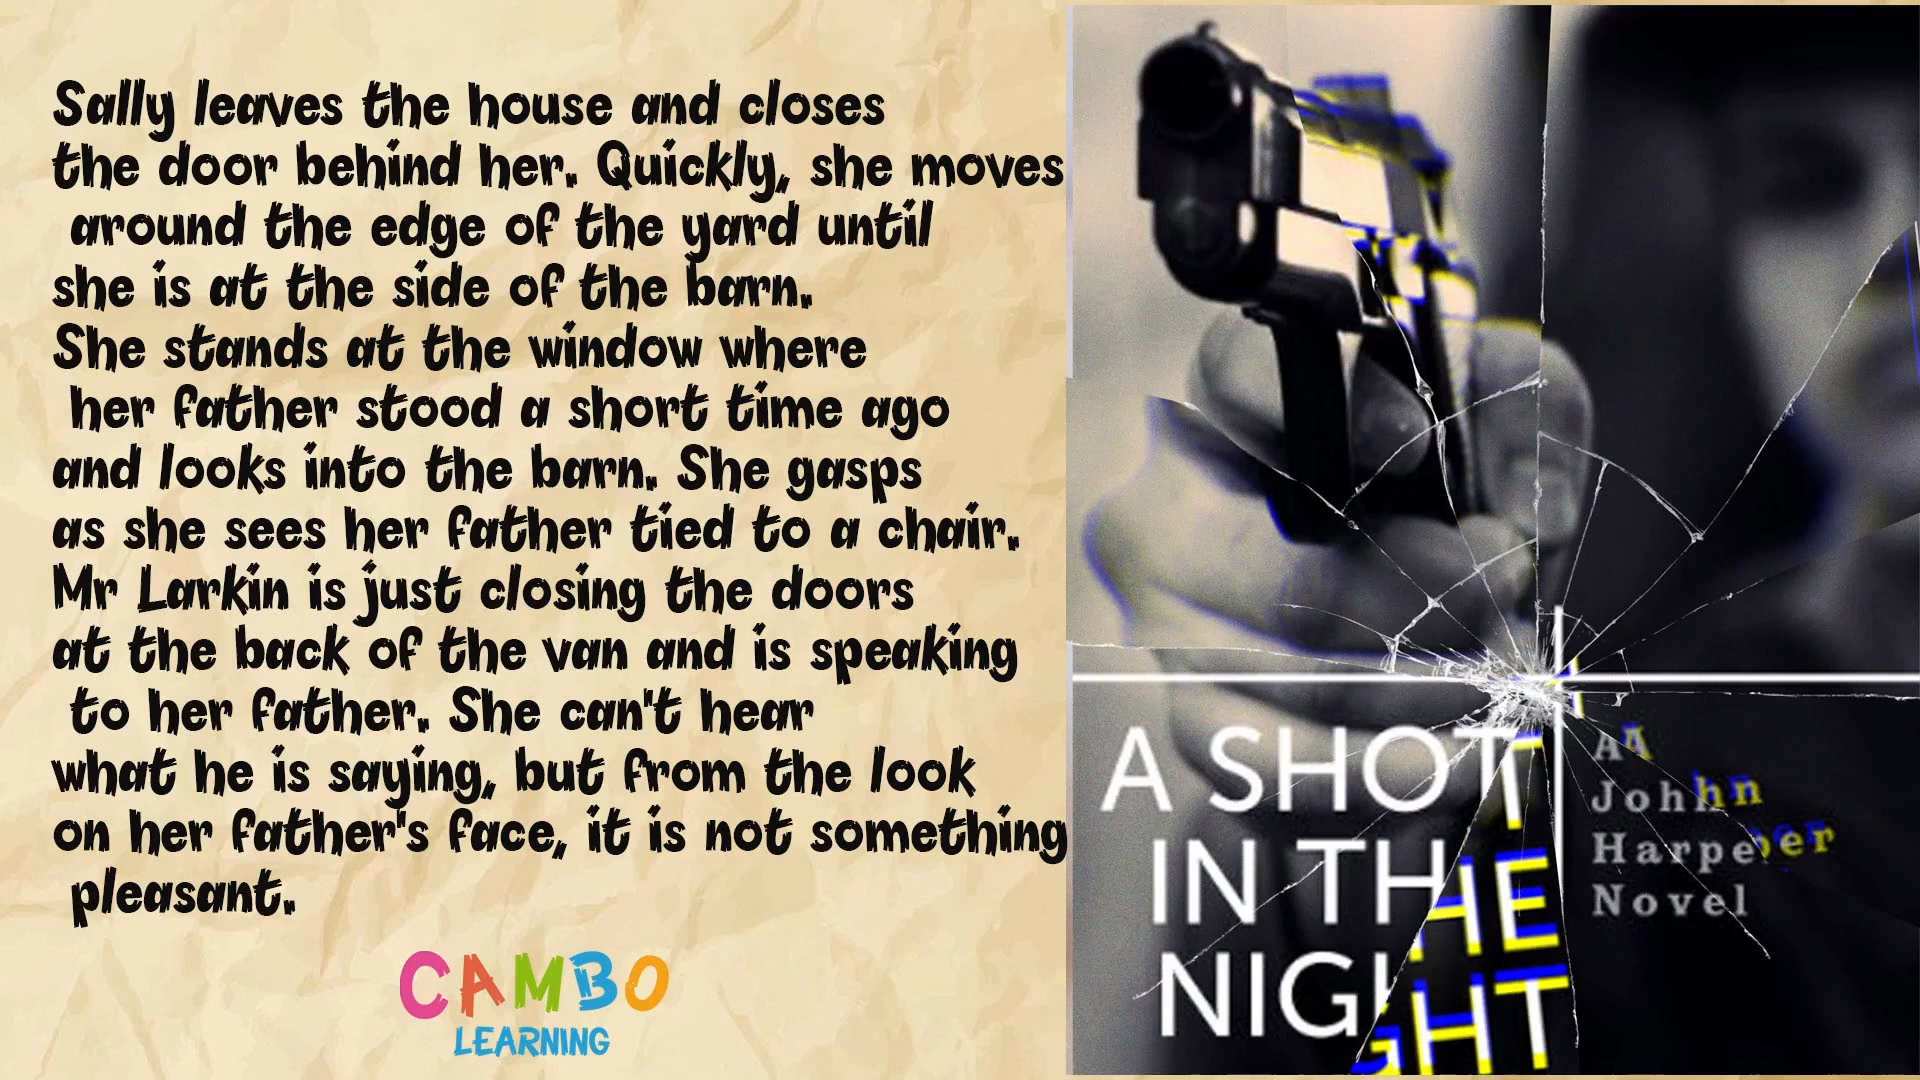 Sally leaves the house and closes
the door behind her. Quickly, she moves
around the edge of the yard until
she is at the side of the barn.
She stands at the window where
her father stood a short time ago
and looks into the barn. She gasps
as she sees her father tied to a chair.
Mr Larkin is just closing the doors
at the back of the van and is speaking
to her father. She can't hear
what he is saying, but from the look
on her father's face, it is not something
pleasant.
CAMBO
LEARNING
A SHOT
IN THE
NIGHT
A
John
Harper
Novel